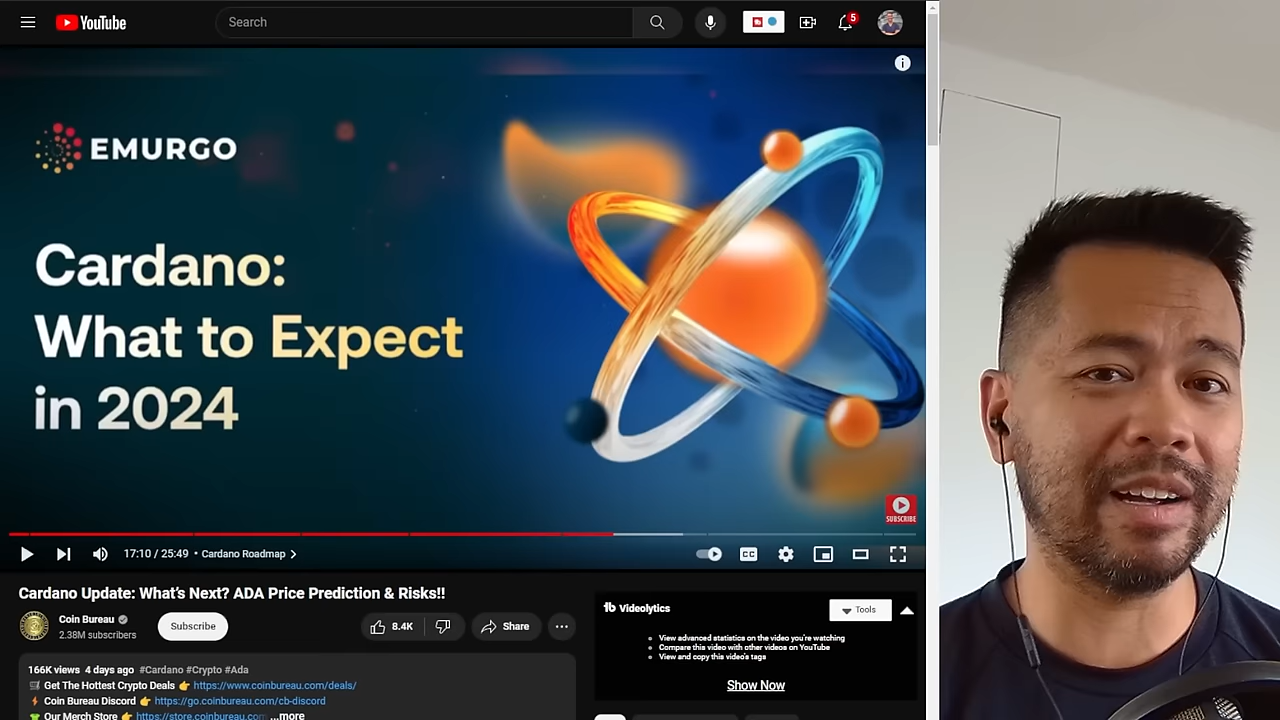 YouTube
Search
5
EMURGO
Cardano:
What to Expect
in 2024
SUBSCRIBE
17:10 / 25:49 • Cardano Roadmap
CC
Cardano Update: What's Next? ADA Price Prediction & Risks!!
Coin Bureau
2.38M subscribers
Subscribe
8.4K
Share
166K views 4 days ago #Cardano #Crypto #Ada
Get The Hottest Crypto Deals 👉 https://www.coinbureau.com/deals/
Coin Bureau Discord 👉 https://go.coinbureau.com/cb-discord
Our Merch Store 👉 https://store.coinbureau.com ...more
tb Videolytics
Tools
View advanced statistics on the video you're watching
Compare this video with other videos on YouTube
View and copy this video's tags
Show Now